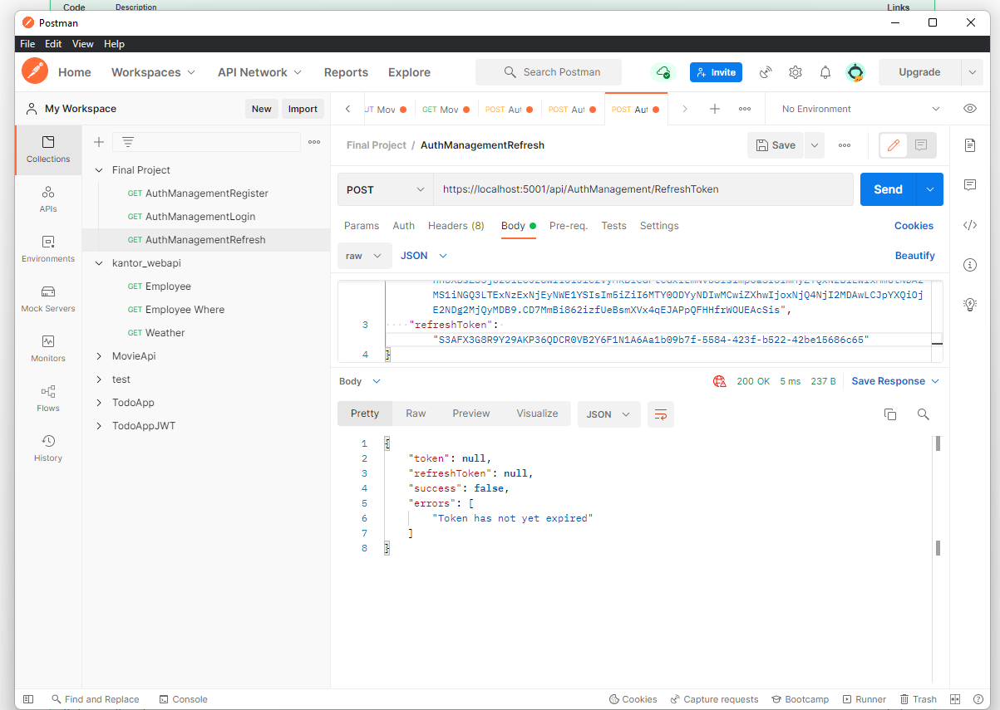 Code Description Links
Postman
File Edit View Help
Home Workspaces API Network Reports Explore Search Postman Invite Upgrade
My Workspace New Import UT Mov GET Mov POST Aut POST Aut POST Aut No Environment
Collections
APIs
Environments
Mock Servers
Monitors
Flows
History
Final Project
GET AuthManagementRegister
GET AuthManagementLogin
GET AuthManagementRefresh
kantor_webapi
GET Employee
GET Employee Where
GET Weather
MovieApi
test
TodoApp
TodoAppJWT
Final Project / AuthManagementRefresh Save
POST https://localhost:5001/api/AuthManagement/RefreshToken Send
Params Auth Headers (8) Body Pre-req. Tests Settings Cookies
raw JSON Beautify
MS1iNGQ3LTExNzExNjEyNWE1YSIsIm5iZiI6MTY0ODYyNDIwMCwiZXhwIjoxNjQ4NjI2MDAwLCJpYXQiOj
E2NDg2MjQyMDB9.CD7MmBi862izfUeBsmXVx4qEJAPpQFHHfrWOUEAcSis",
3 "refreshToken":
"S3AFX3G8R9Y29AKP36QDCR0VB2Y6F1N1A6Aa1b09b7f-5584-423f-b522-42be15686c65"
4 }
Body 200 OK 5 ms 237 B Save Response
Pretty Raw Preview Visualize JSON
1 {
2 "token": null,
3 "refreshToken": null,
4 "success": false,
5 "errors": [
6 "Token has not yet expired"
7 ]
8 }
Find and Replace Console Cookies Capture requests Bootcamp Runner Trash